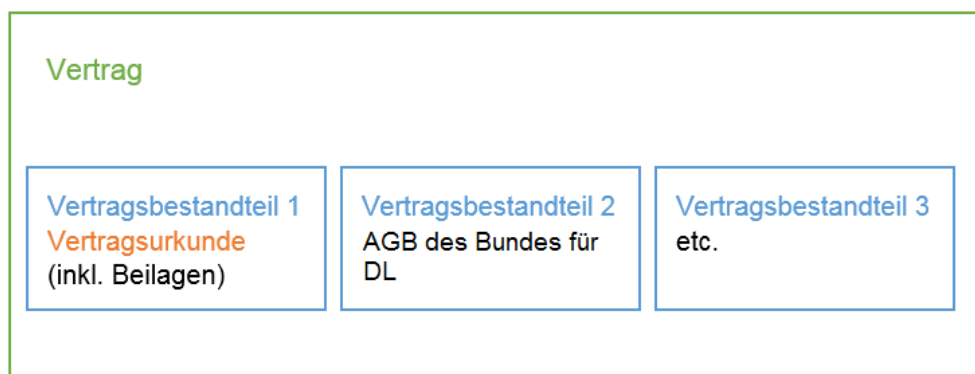 Vertrag
Vertragsbestandteil 1
Vertragsurkunde
(inkl. Beilagen)
Vertragsbestandteil 2
AGB des Bundes für
DL
Vertragsbestandteil 3
etc.